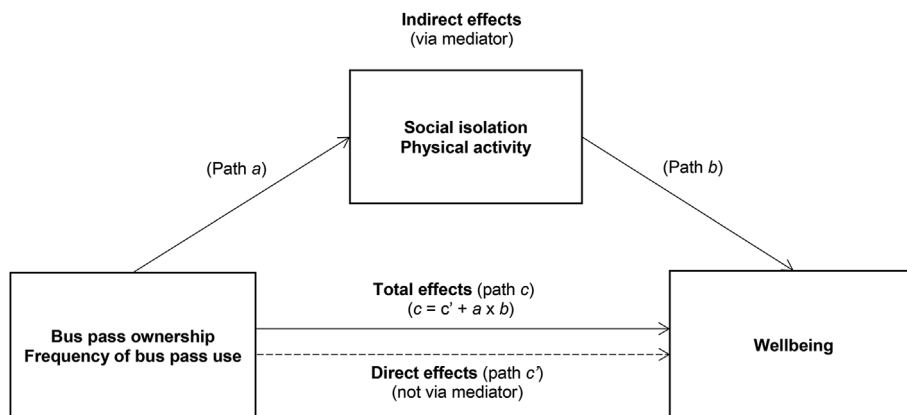 Indirect effects
(via mediator)
Social isolation
Physical activity
(Path a)
(Path b)
Bus pass ownership
Frequency of bus pass use
Total effects (path c)
(c = c' + a x b)
Direct effects (path c')
(not via mediator)
Wellbeing